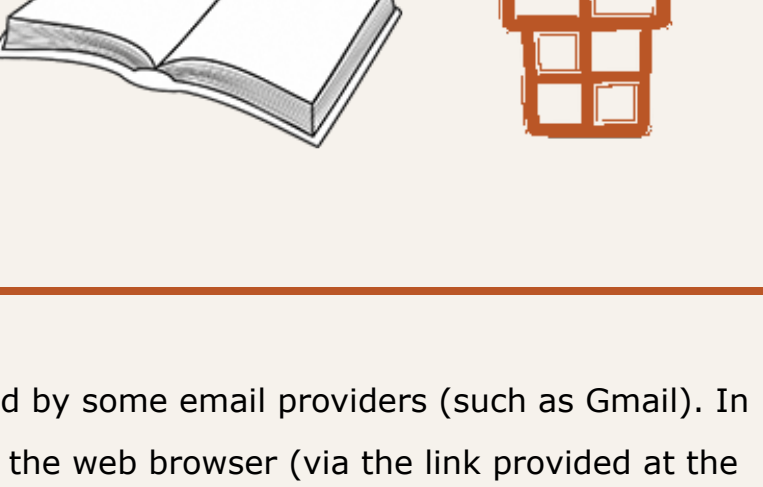 d by some email providers (such as Gmail). In
the web browser (via the link provided at the